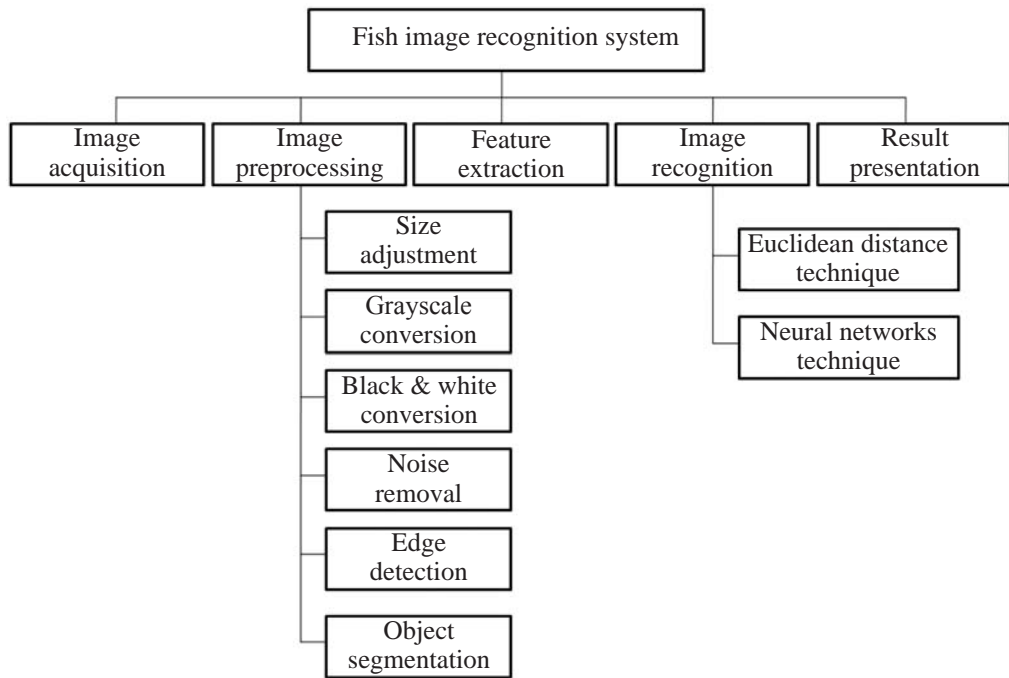 Fish image recognition system
Image
acquisition
Image
preprocessing
Feature
extraction
Image
recognition
Result
presentation
Size
adjustment
Grayscale
conversion
Black & white
conversion
Noise
removal
Edge
detection
Object
segmentation
Euclidean distance
technique
Neural networks
technique